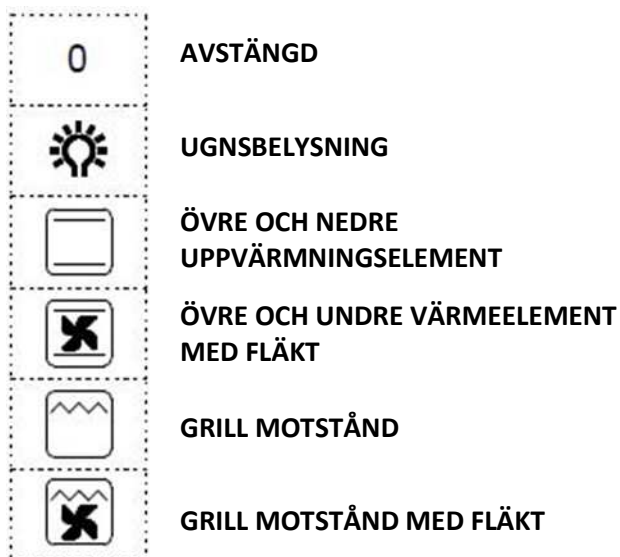 0
AVSTÄNGD
UGNSBELYSNING
ÖVRE OCH NEDRE
UPPVÄRMNINGSELEMENT
ÖVRE OCH UNDRE VÄRMEELEMENT
MED FLÄKT
GRILL MOTSTÅND
GRILL MOTSTÅND MED FLÄKT